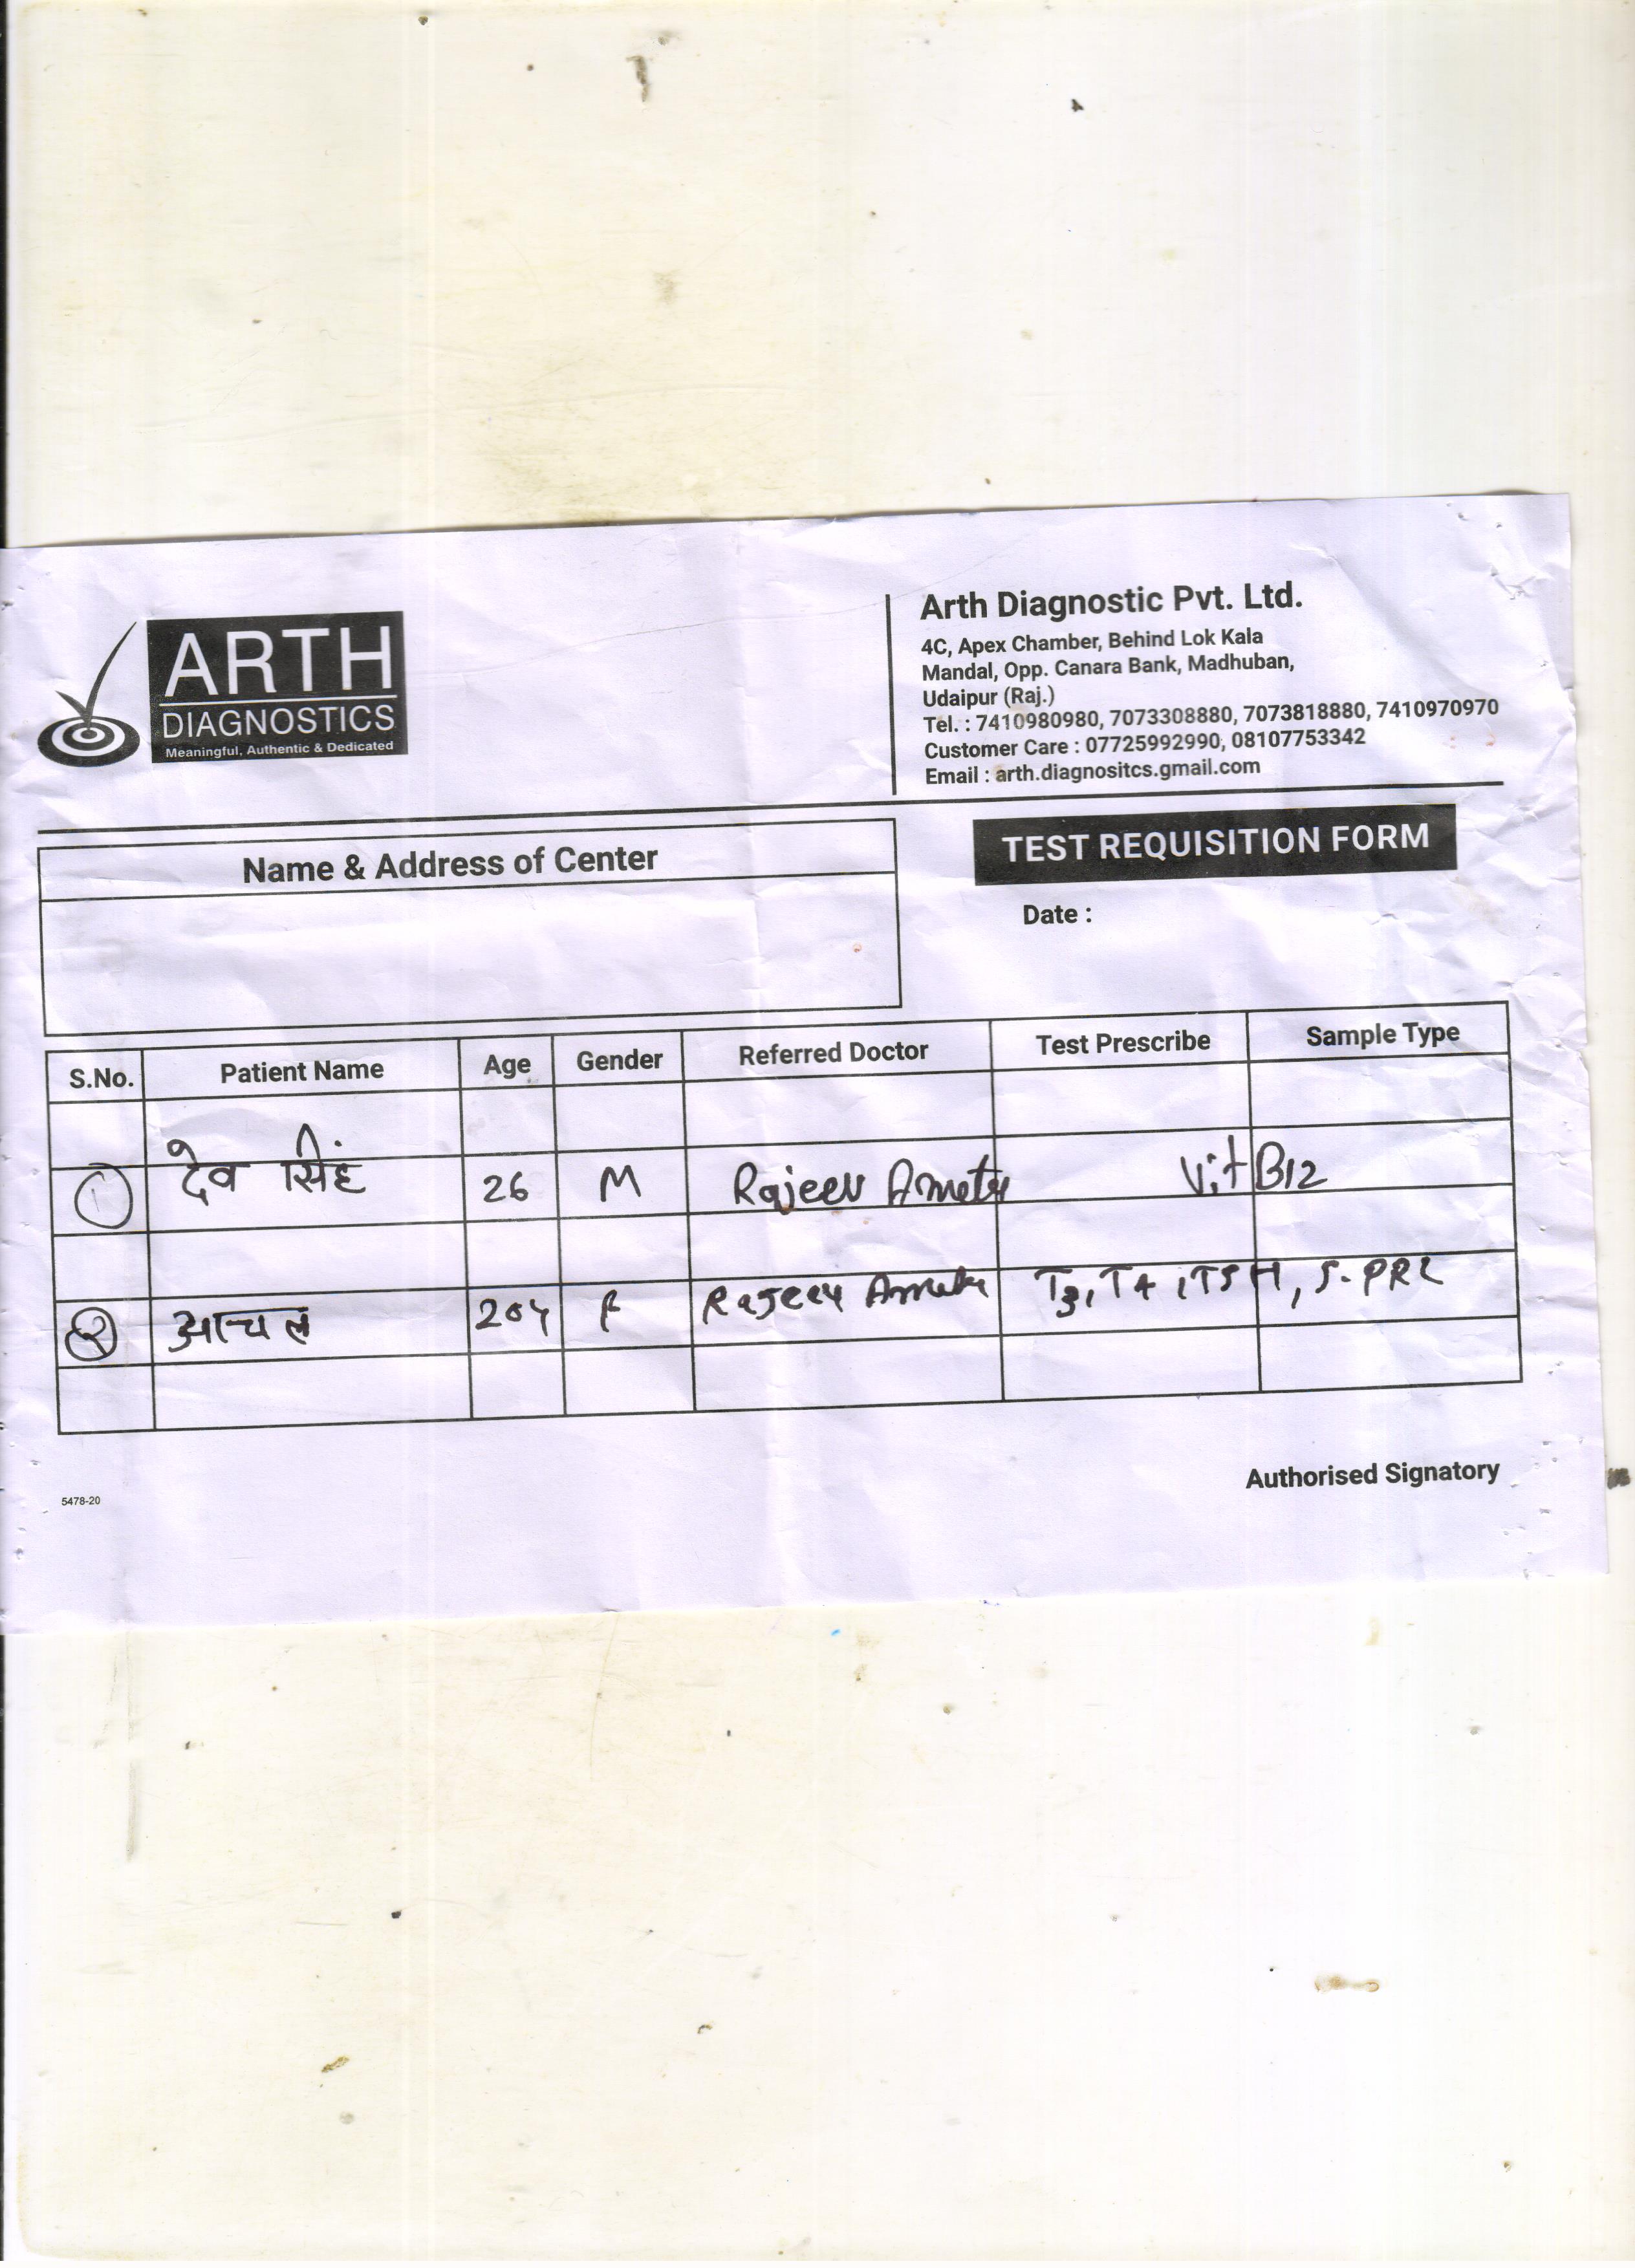 ARTH
DIAGNOSTICS
Meaningful, Authentic & Dedicated
Arth Diagnostic Pvt. Ltd.
4C, Apex Chamber, Behind Lok Kala
Mandal, Opp. Canara Bank, Madhuban,
Udaipur (Raj.)
Tel. : 7410980980, 7073308880, 7073818880, 7410970970
Customer Care : 07725992990, 08107753342
Email : arth.diagnositcs.gmail.com
Name & Address of Center
TEST REQUISITION FORM
Date :
S.No. Patient Name Age Gender Referred Doctor Test Prescribe Sample Type
1 देव सिंह 26 M Rajeev Ameta Vit B12
2 आचल 20y F Rajeev Ameta T3, T4, TSH, S.PRL
Authorised Signatory
5478-20